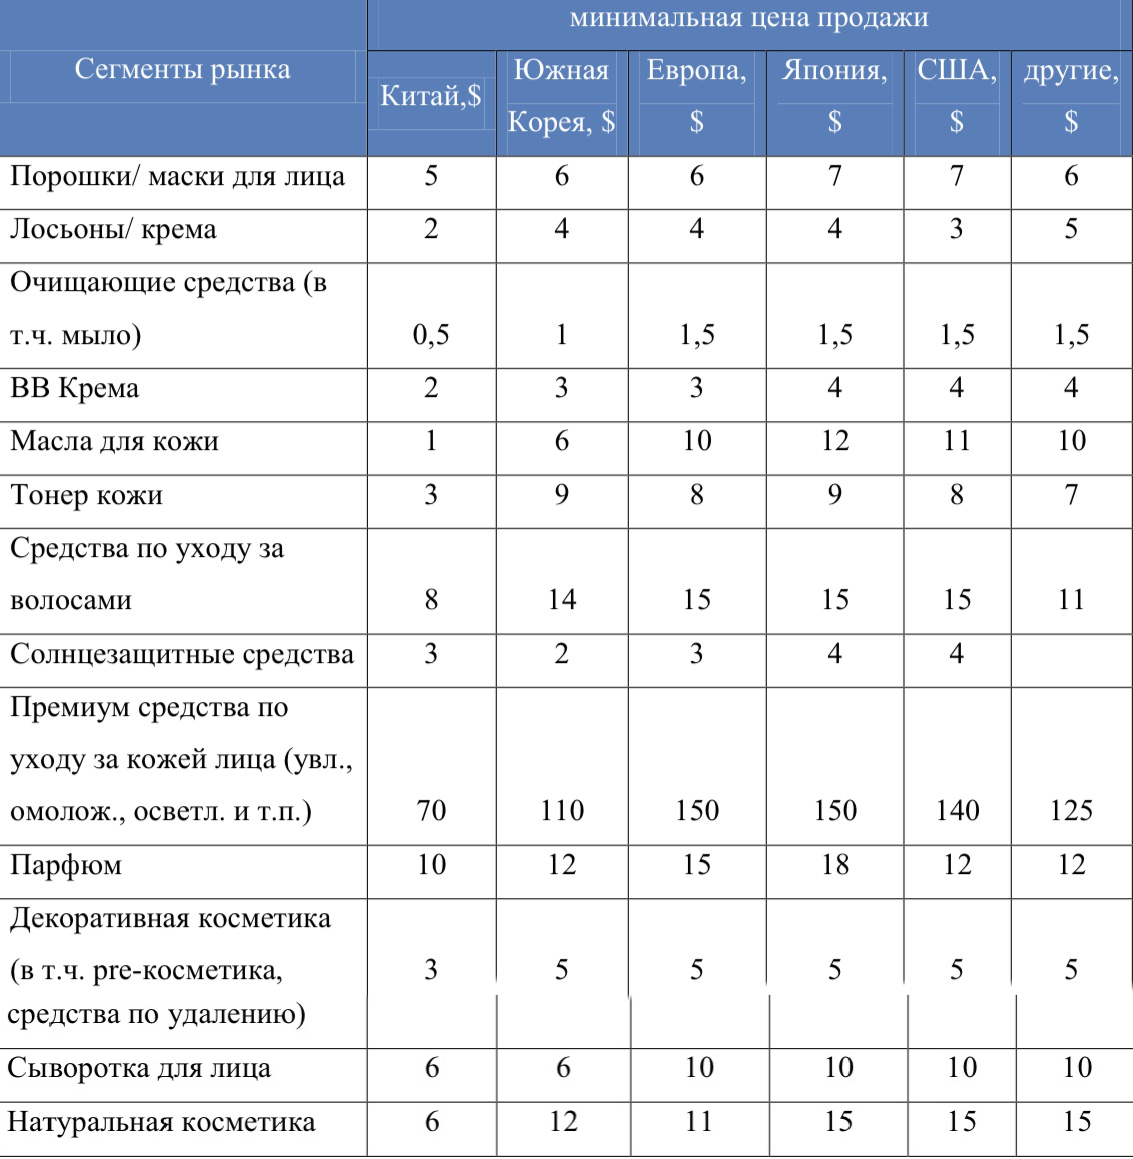 минимальная цена продажи
Сегменты рынка
Китай,$
Южная
Корея, $
Европа,
$
Япония,
$
США,
$
другие,
$
Порошки/ маски для лица 5 6 6 7 7 6
Лосьоны/ крема 2 4 4 4 3 5
Очищающие средства (в
т.ч. мыло) 0,5 1 1,5 1,5 1,5 1,5
ВВ Крема 2 3 3 4 4 4
Масла для кожи 1 6 10 12 11 10
Тонер кожи 3 9 8 9 8 7
Средства по уходу за
волосами 8 14 15 15 15 11
Солнцезащитные средства 3 2 3 4 4
Премиум средства по
уходу за кожей лица (увл.,
омолож., осветл. и т.п.) 70 110 150 150 140 125
Парфюм 10 12 15 18 12 12
Декоративная косметика
(в т.ч. pre-косметика, 3 5 5 5 5 5
средства по удалению)
Сыворотка для лица 6 6 10 10 10 10
Натуральная косметика 6 12 11 15 15 15